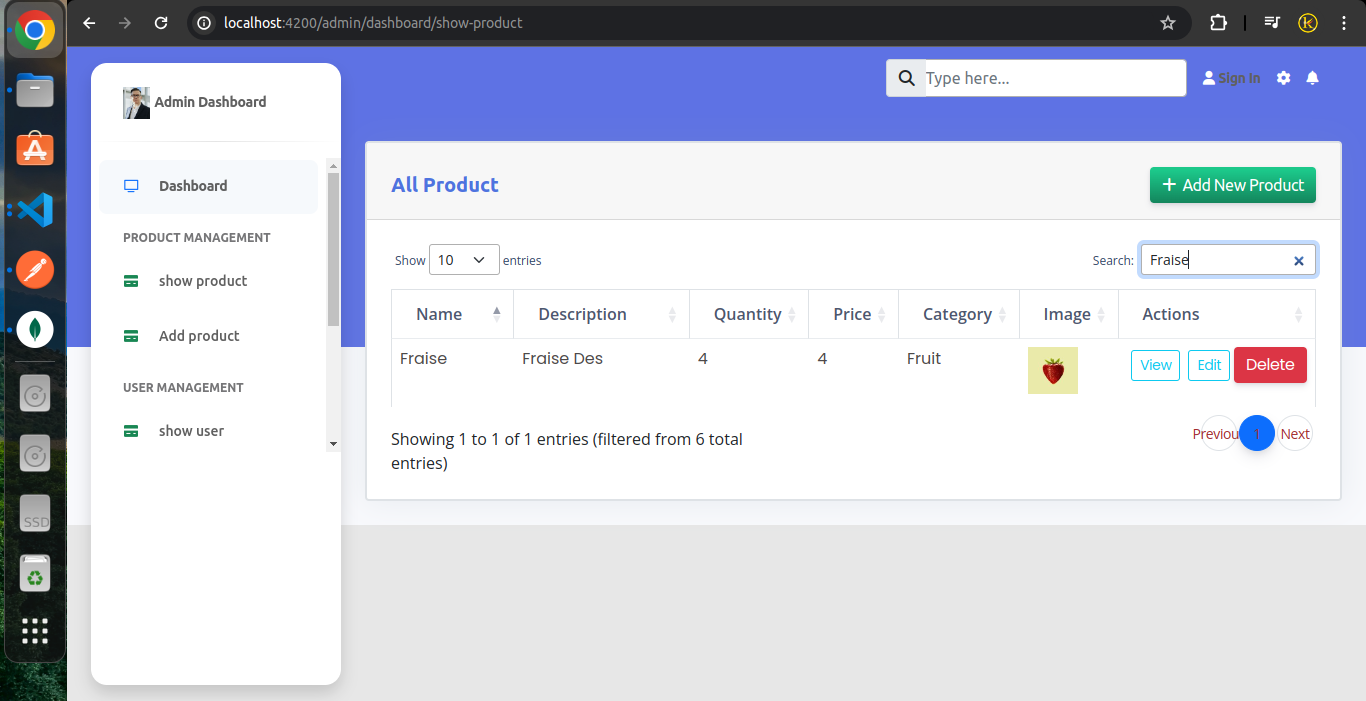 localhost:4200/admin/dashboard/show-product
Type here...
Sign In
Admin Dashboard
Dashboard
PRODUCT MANAGEMENT
show product
Add product
USER MANAGEMENT
show user
All Product
+ Add New Product
Show 10 entries
Search: Fraise
Name Description Quantity Price Category Image Actions
Fraise Fraise Des 4 4 Fruit View Edit Delete
Showing 1 to 1 of 1 entries (filtered from 6 total
entries)
Previou 1 Next
SSD